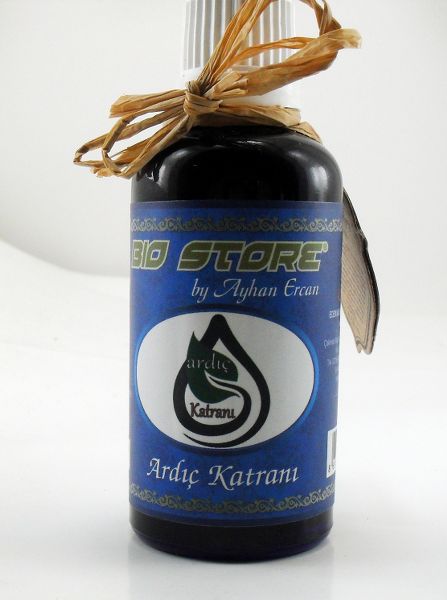 BIO STORE®
by Ayhan Ercan
ardıç
Katranı
Ardıç Katranı